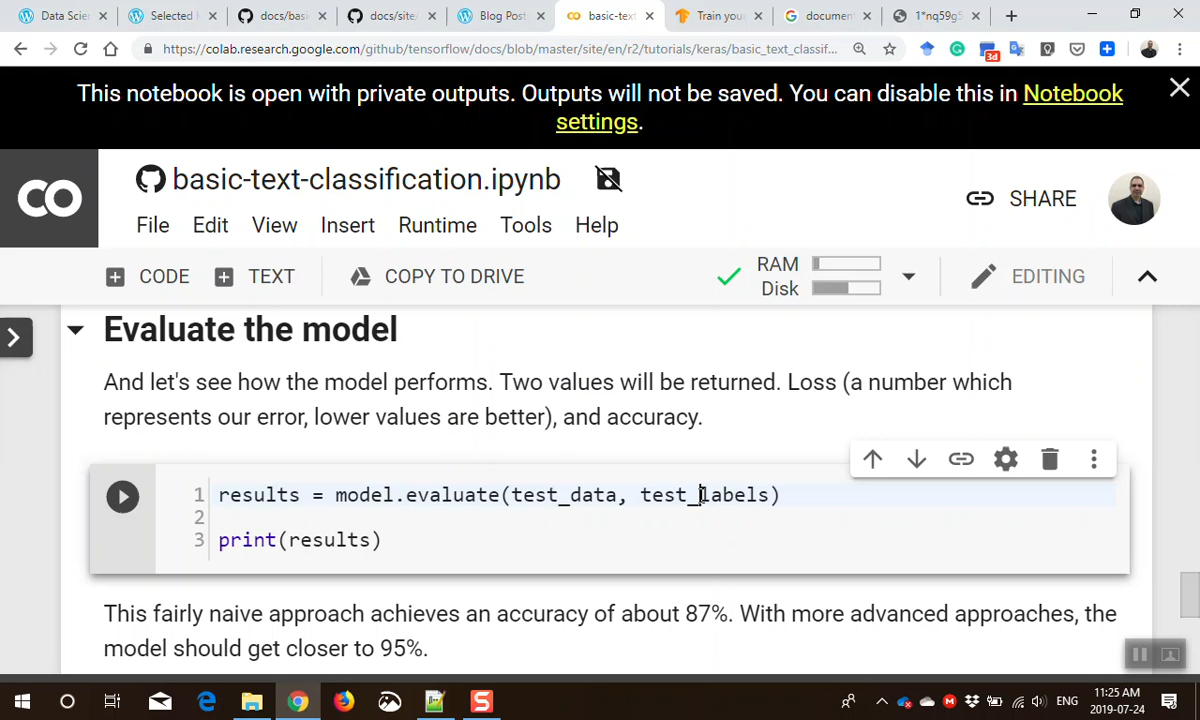 Data Scie
Selected
docs/basi
docs/site/
Blog Post
basic-text
Train your
document
1*nq59g5
https://colab.research.google.com/github/tensorflow/docs/blob/master/site/en/r2/tutorials/keras/basic_text_classif...
3d
This notebook is open with private outputs. Outputs will not be saved. You can disable this in Notebook
settings.
CO
basic-text-classification.ipynb
SHARE
File Edit View Insert Runtime Tools Help
CODE TEXT COPY TO DRIVE
RAM
Disk
EDITING
Evaluate the model
And let's see how the model performs. Two values will be returned. Loss (a number which
represents our error, lower values are better), and accuracy.
1 results = model.evaluate(test_data, test_labels)
2
3 print(results)
This fairly naive approach achieves an accuracy of about 87%. With more advanced approaches, the
model should get closer to 95%.
ENG
11:25 AM
2019-07-24